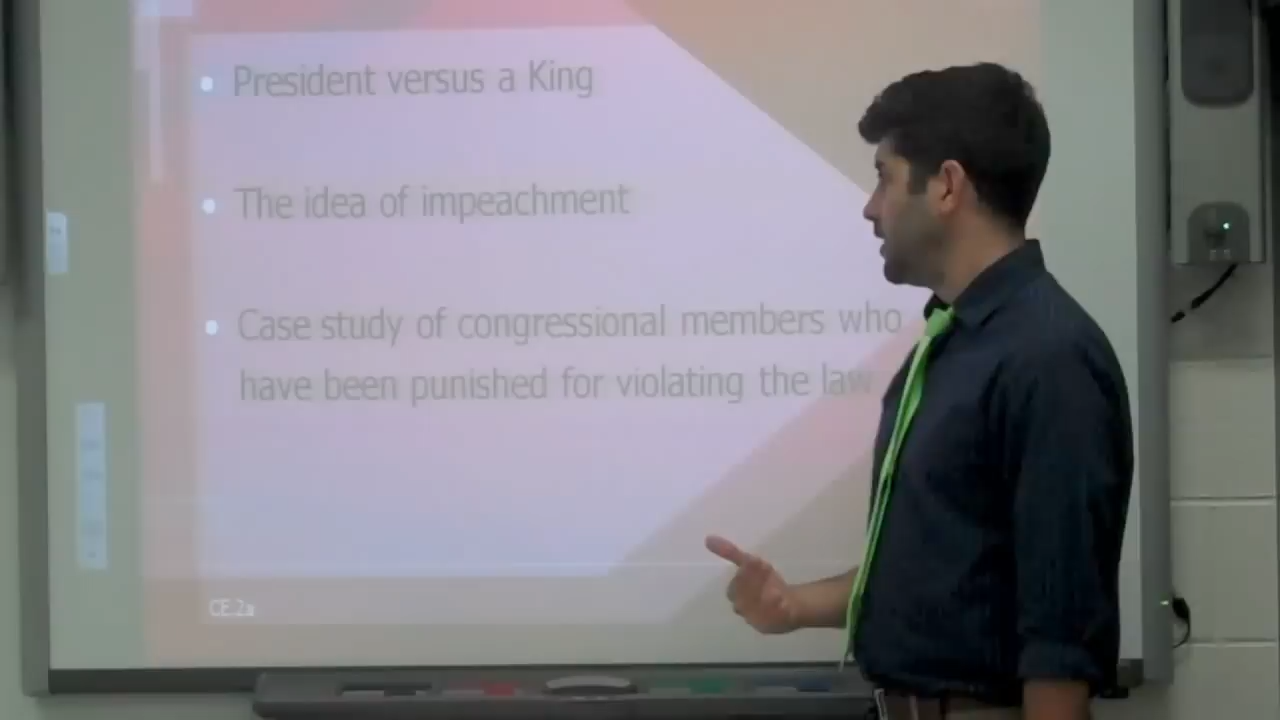 President versus a King
The idea of impeachment
Case study of congressional members who
have been punished for violating the law
CE.2a